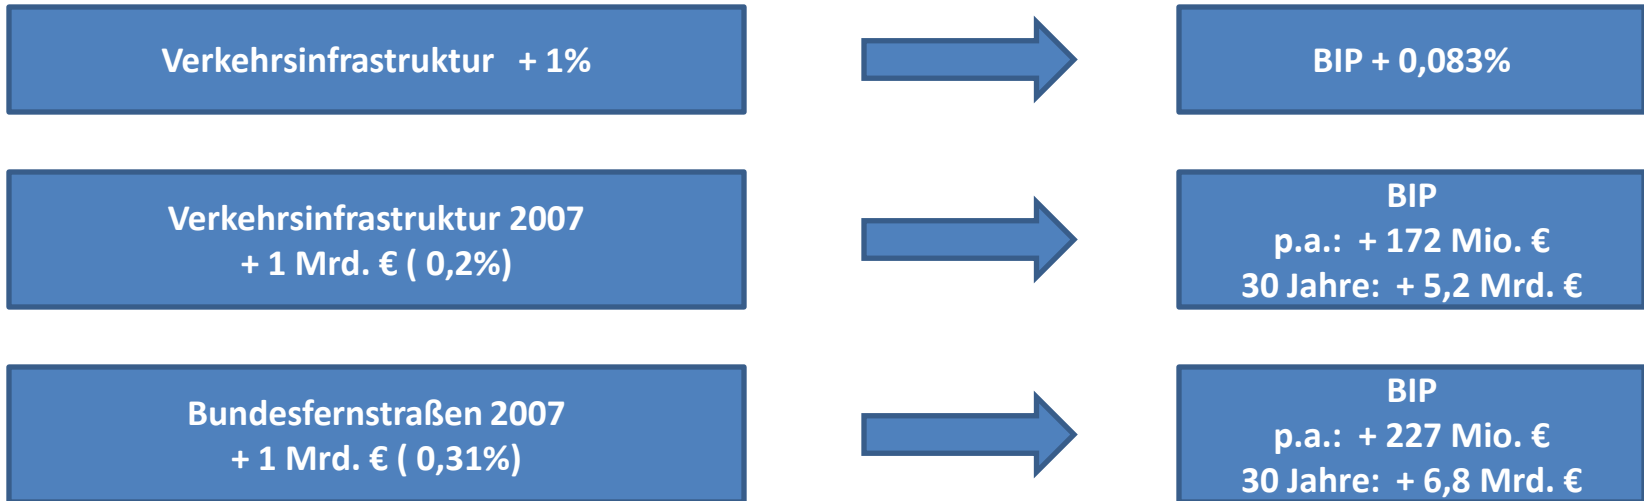 Verkehrsinfrastruktur + 1%
BIP + 0,083%
Verkehrsinfrastruktur 2007
+ 1 Mrd. € ( 0,2%)
BIP
p.a.: + 172 Mio. €
30 Jahre: + 5,2 Mrd. €
Bundesfernstraßen 2007
+ 1 Mrd. € ( 0,31%)
BIP
p.a.: + 227 Mio. €
30 Jahre: + 6,8 Mrd. €